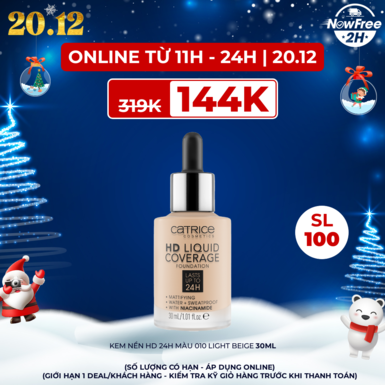 20.12
NowFree
2H
ONLINE TỪ 11H - 24H | 20.12
319K 144K
CATRICE
COSMETICS
HD LIQUID
COVERAGE
FOUNDATION
LASTS
UP TO
24H
• MATTIFYING
• WATER + SWEATPROOF
• WITH NIACINAMIDE
30 ml / 1.01 fl. oz.
SL
100
KEM NỀN HD 24H MÀU 010 LIGHT BEIGE 30ML
(SỐ LƯỢNG CÓ HẠN - ÁP DỤNG ONLINE)
(GIỚI HẠN 1 DEAL/KHÁCH HÀNG - KIỂM TRA KỸ GIỎ HÀNG TRƯỚC KHI THANH TOÁN)